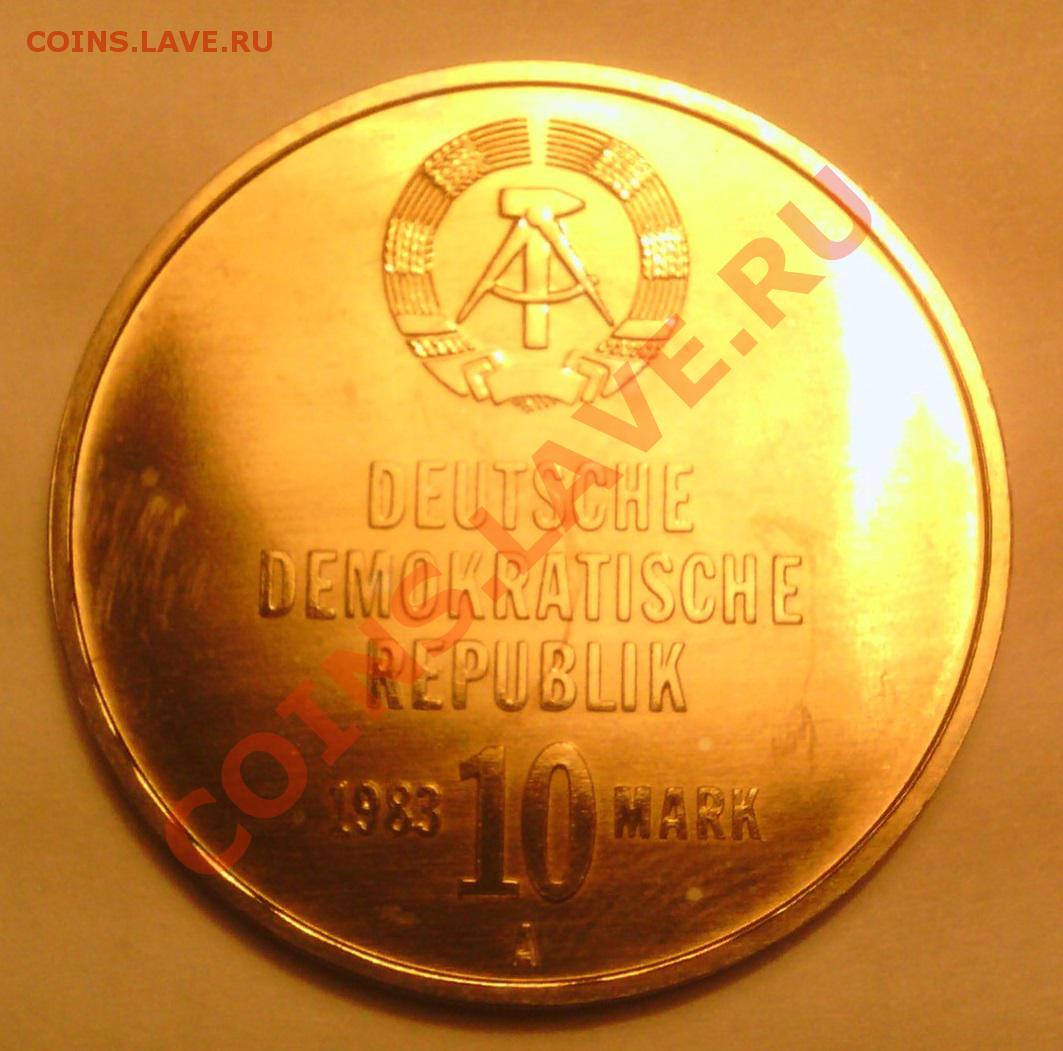 COINS.LAVE.RU
DEUTSCHE
DEMOKRATISCHE
REPUBLIK
1983 10 MARK
A
COINS.LAVE.RU